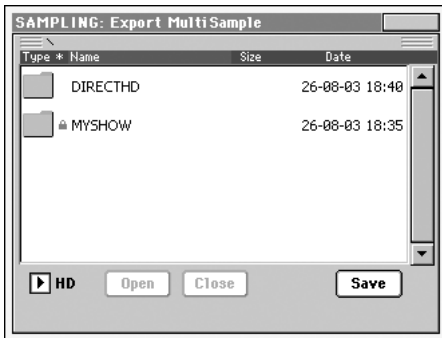 SAMPLING: Export MultiSample
Type * Name Size Date
DIRECTHD 26-08-03 18:40
MYSHOW 26-08-03 18:35
HD Open Close Save